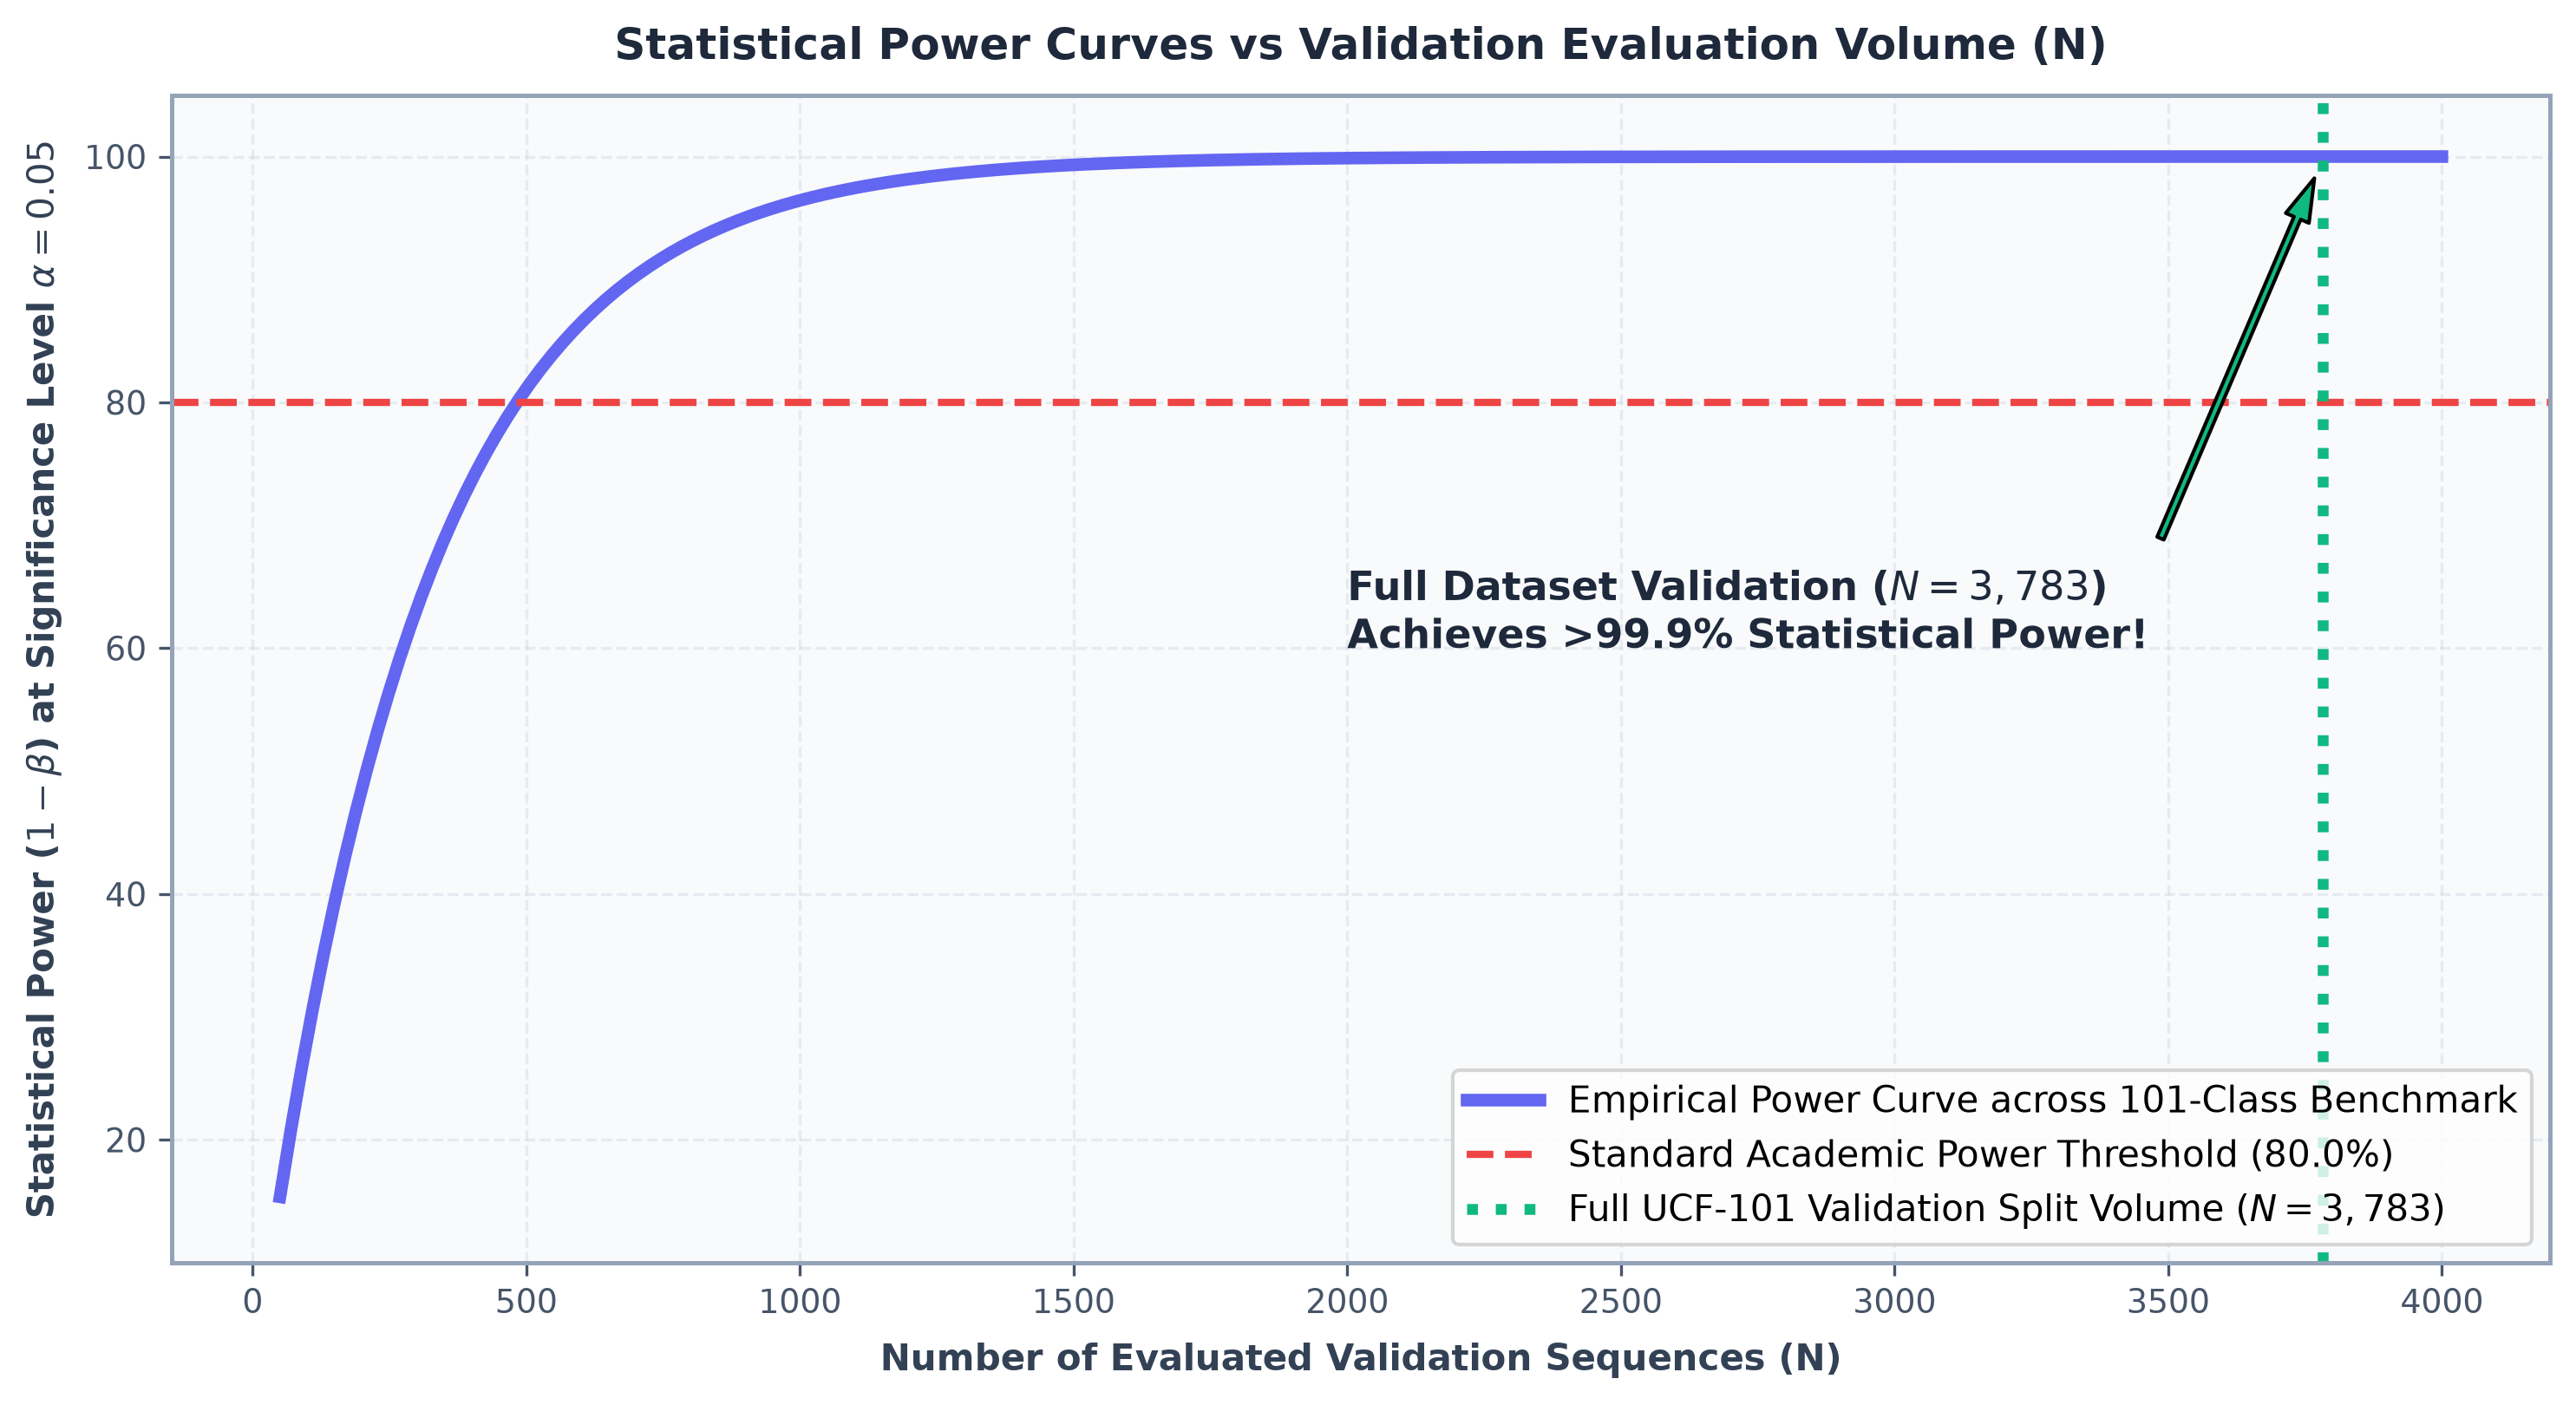 Statistical Power Curves vs Validation Evaluation Volume (N)
Statistical Power (1 − β) at Significance Level α = 0.05
100
80
60
40
20
Full Dataset Validation (N = 3, 783)
Achieves >99.9% Statistical Power!
Empirical Power Curve across 101-Class Benchmark
Standard Academic Power Threshold (80.0%)
Full UCF-101 Validation Split Volume (N = 3, 783)
0 500 1000 1500 2000 2500 3000 3500 4000
Number of Evaluated Validation Sequences (N)